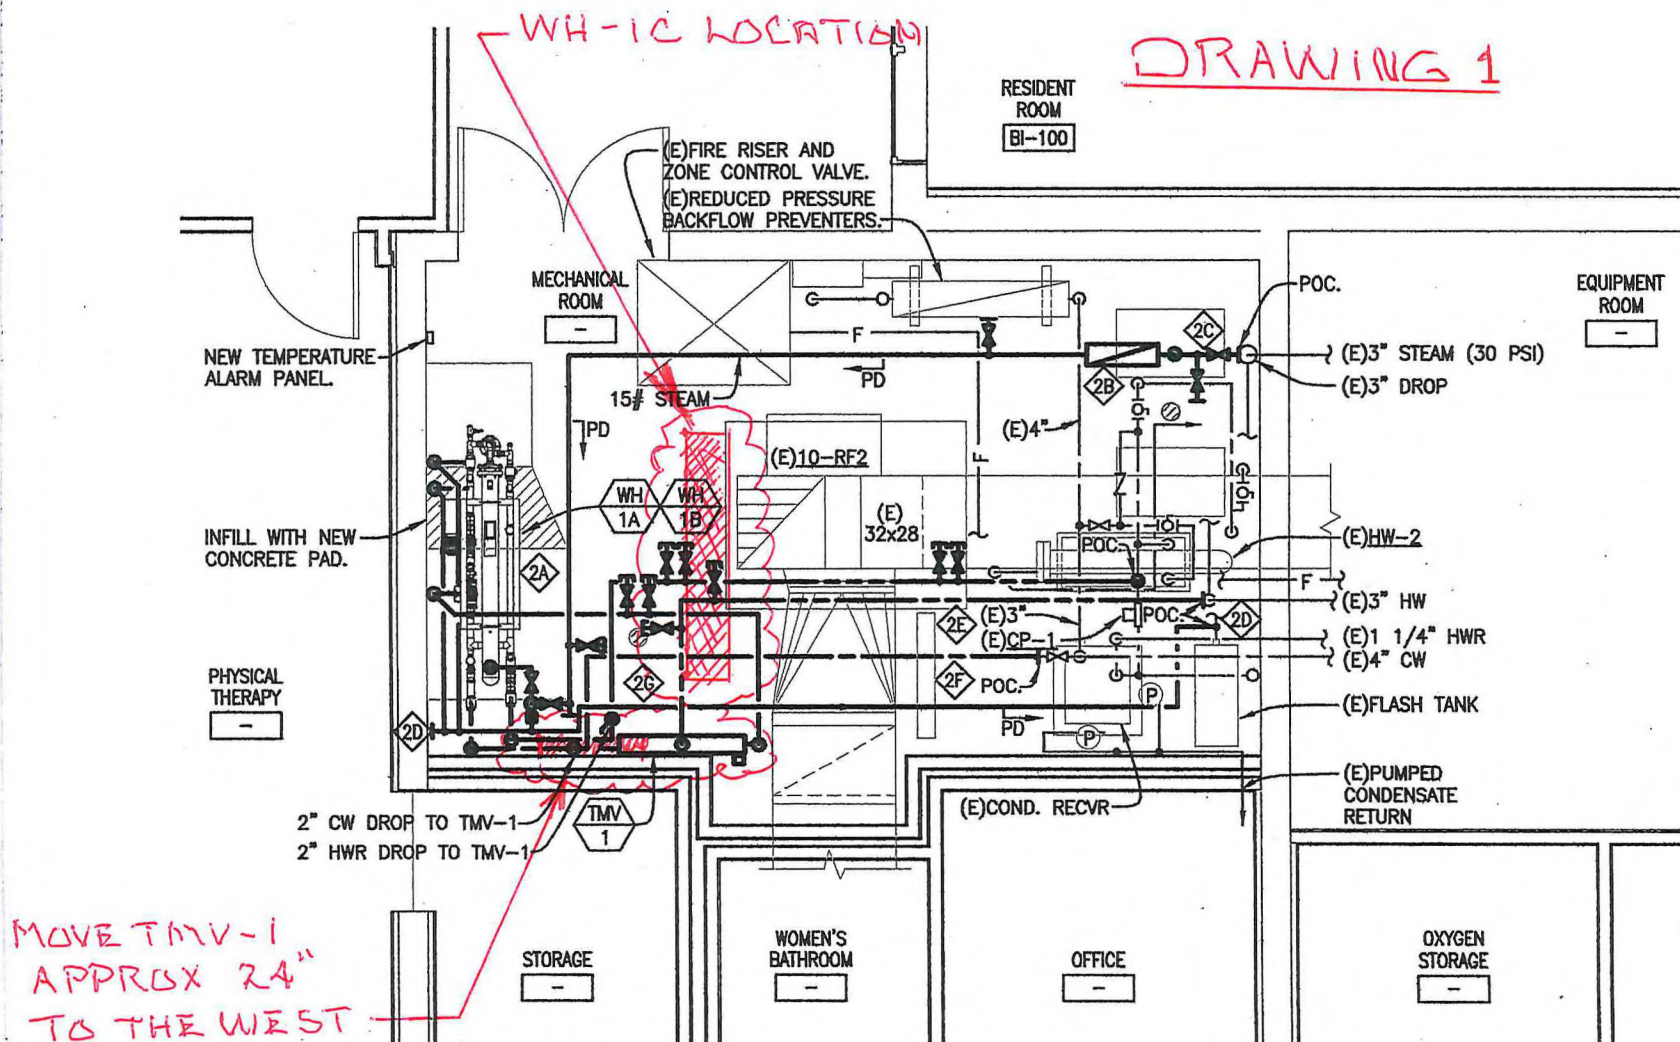 WH-1C LOCATION
DRAWING 1
RESIDENT
ROOM
BI-100
(E)FIRE RISER AND
ZONE CONTROL VALVE.
(E)REDUCED PRESSURE
BACKFLOW PREVENTERS.
MECHANICAL
ROOM
-
POC.
EQUIPMENT
ROOM
-
F
2C
NEW TEMPERATURE
ALARM PANEL.
(E)3" STEAM (30 PSI)
PD
2B
(E)3" DROP
15# STEAM
PD
(E)4"
F
(E)10-RF2
WH
1A
WH
1B
(E)
32x28
INFILL WITH NEW
CONCRETE PAD.
2A
POC.
(E)HW-2
F
(E)3" HW
2E
(E)3"
POC.
2D
(E)CP-1
(E)1 1/4" HWR
(E)4" CW
PHYSICAL
THERAPY
-
2G
2F
POC.
P
(E)FLASH TANK
2D
PD
P
(E)PUMPED
CONDENSATE
RETURN
2" CW DROP TO TMV-1
2" HWR DROP TO TMV-1
TMV
1
(E)COND. RECVR
MOVE TMV-1
APPROX 24"
TO THE WEST
STORAGE
-
WOMEN'S
BATHROOM
-
OFFICE
-
OXYGEN
STORAGE
-